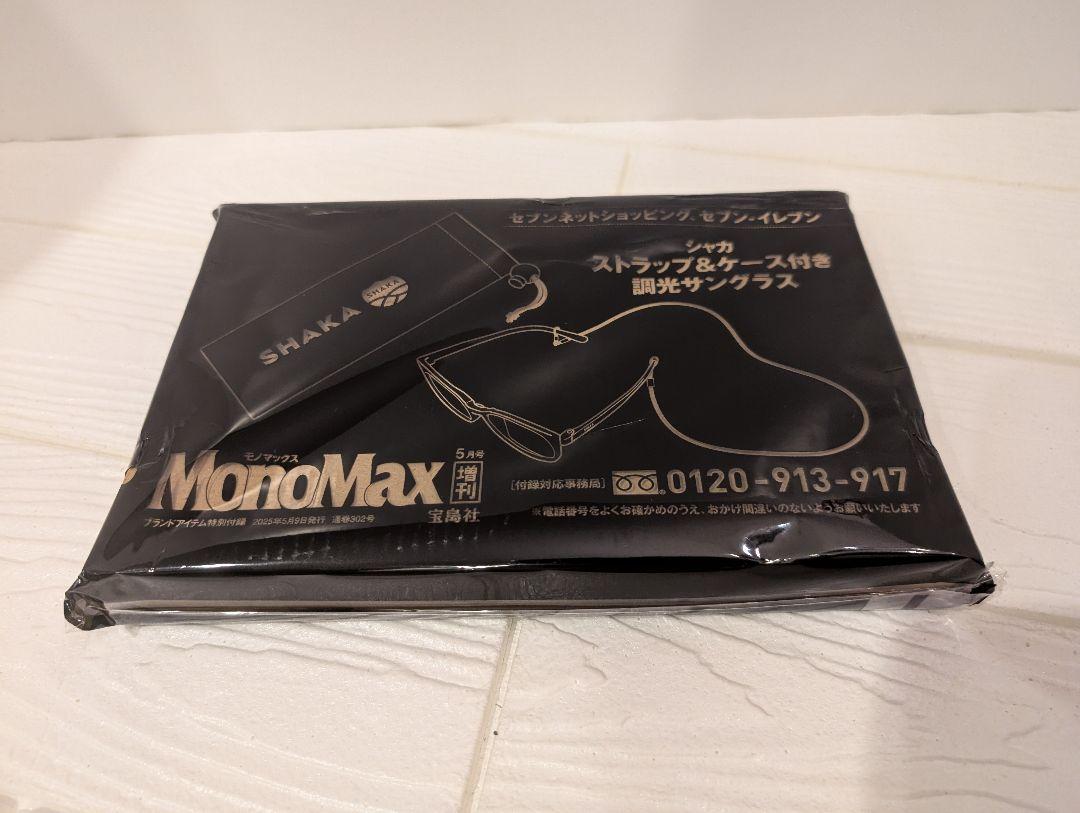 セブンネットショッピング、セブン-イレブン
シャカ
ストラップ&ケース付き
調光サングラス
SHAKA
SHAKA
モノマックス
MonoMax
5月号
増刊
宝島社
ブランドアイテム特別付録 2025年5月9日発行 通巻302号
[付録対応事務局] 0120-913-917
※電話番号をよくお確かめのうえ、おかけ間違いのないようお願いいたします